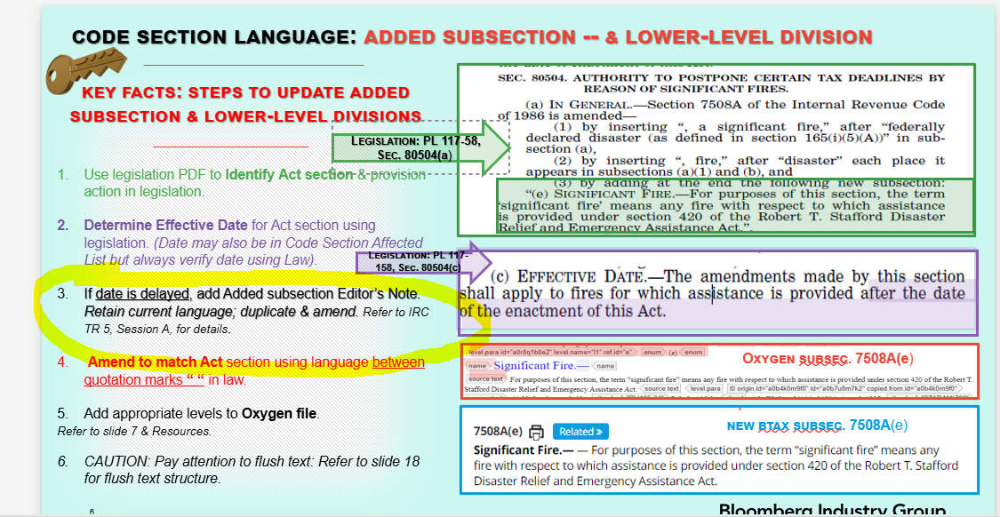 CODE SECTION LANGUAGE: ADDED SUBSECTION -- & LOWER-LEVEL DIVISION
KEY FACTS: STEPS TO UPDATE ADDED
SUBSECTION & LOWER-LEVEL DIVISIONS
1. Use legislation PDF to Identify Act section & provision
action in legislation.
2. Determine Effective Date for Act section using
legislation. (Date may also be in Code Section Affected
List but always verify date using Law).
3. If date is delayed, add Added subsection Editor's Note.
Retain current language; duplicate & amend. Refer to IRC
TR 5, Session A, for details.
4. Amend to match Act section using language between
quotation marks “ “ in law.
5. Add appropriate levels to Oxygen file.
Refer to slide 7 & Resources.
6. CAUTION: Pay attention to flush text: Refer to slide 18
for flush text structure.
6
LEGISLATION: PL 117-58,
SEC. 80504(a)
SEC. 80504. AUTHORITY TO POSTPONE CERTAIN TAX DEADLINES BY
REASON OF SIGNIFICANT FIRES.
(a) IN GENERAL.—Section 7508A of the Internal Revenue Code
of 1986 is amended—
(1) by inserting “, a significant fire,” after “federally
declared disaster (as defined in section 165(i)(5)(A))” in sub-
section (a),
(2) by inserting “, fire,” after “disaster” each place it
appears in subsections (a)(1) and (b), and
(3) by adding at the end the following new subsection:
“(e) SIGNIFICANT FIRE.—For purposes of this section, the term
‘significant fire’ means any fire with respect to which assistance
is provided under section 420 of the Robert T. Stafford Disaster
Relief and Emergency Assistance Act.”.
LEGISLATION: PL 117-
158, SEC. 80504(c)
(c) EFFECTIVE DATE.—The amendments made by this section
shall apply to fires for which assistance is provided after the date
of the enactment of this Act.
OXYGEN SUBSEC. 7508A(e)
level.para id="a0r8q1b8e2" level.name="l1" ref.id="e" enum (e) enum
name Significant Fire.— name
source.text For purposes of this section, the term “significant fire” means any fire with respect to which assistance is provided under section 420 of the Robert T.
Stafford Disaster Relief and Emergency Assistance Act. source.text level.para l0 origin.id="a0b4k0m9f0" id="a0b7u8m7k2" copied.from.id="a0b4k0m9f0"
NEW BTAX SUBSEC. 7508A(e)
7508A(e) Related »
Significant Fire.— — For purposes of this section, the term “significant fire” means any
fire with respect to which assistance is provided under section 420 of the Robert T. Stafford
Disaster Relief and Emergency Assistance Act.
Bloomberg Industry Group